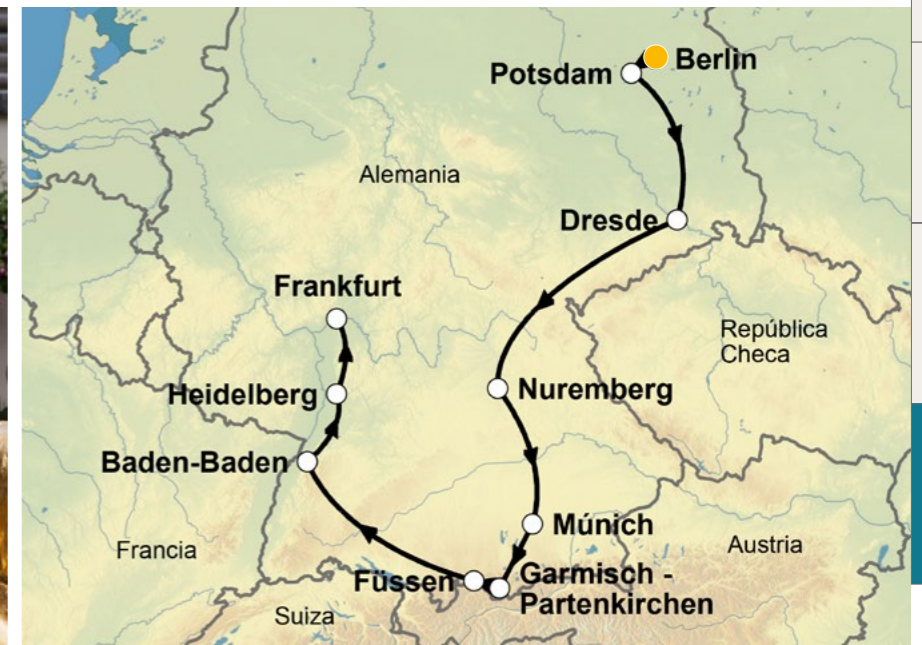 Berlin
Potsdam
Alemania
Dresde
Frankfurt
República
Checa
Heidelberg
Nuremberg
Baden-Baden
Múnich
Francia
Austria
Füssen
Garmisch -
Partenkirchen
Suiza